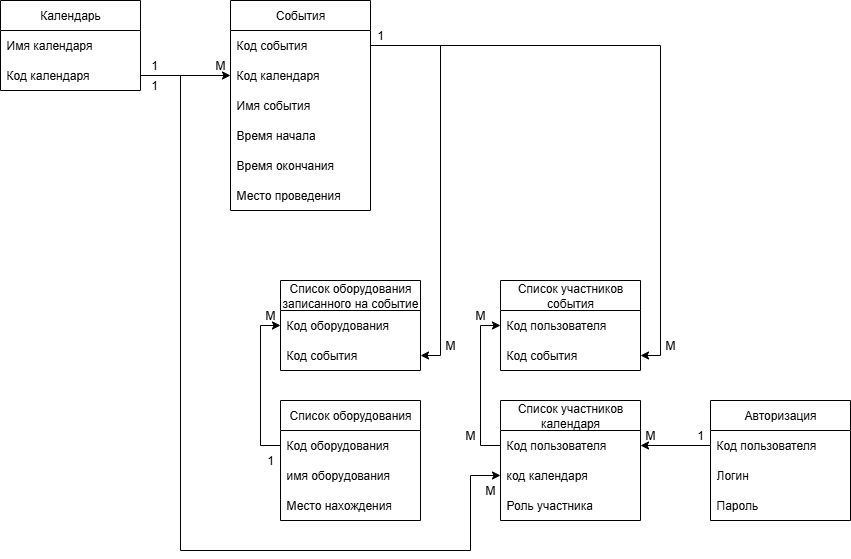 Календарь
Имя календаря
Код календаря
1
1
М
События
Код события
Код календаря
Имя события
Время начала
Время окончания
Место проведения
1
Список оборудования
записанного на событие
М
Код оборудования
Код события
М
Список участников
события
М
Код пользователя
Код события
М
Список оборудования
Код оборудования
1
имя оборудования
Место нахождения
Список участников
календаря
М
Код пользователя
М
1
код календаря
М
Роль участника
Авторизация
Код пользователя
Логин
Пароль